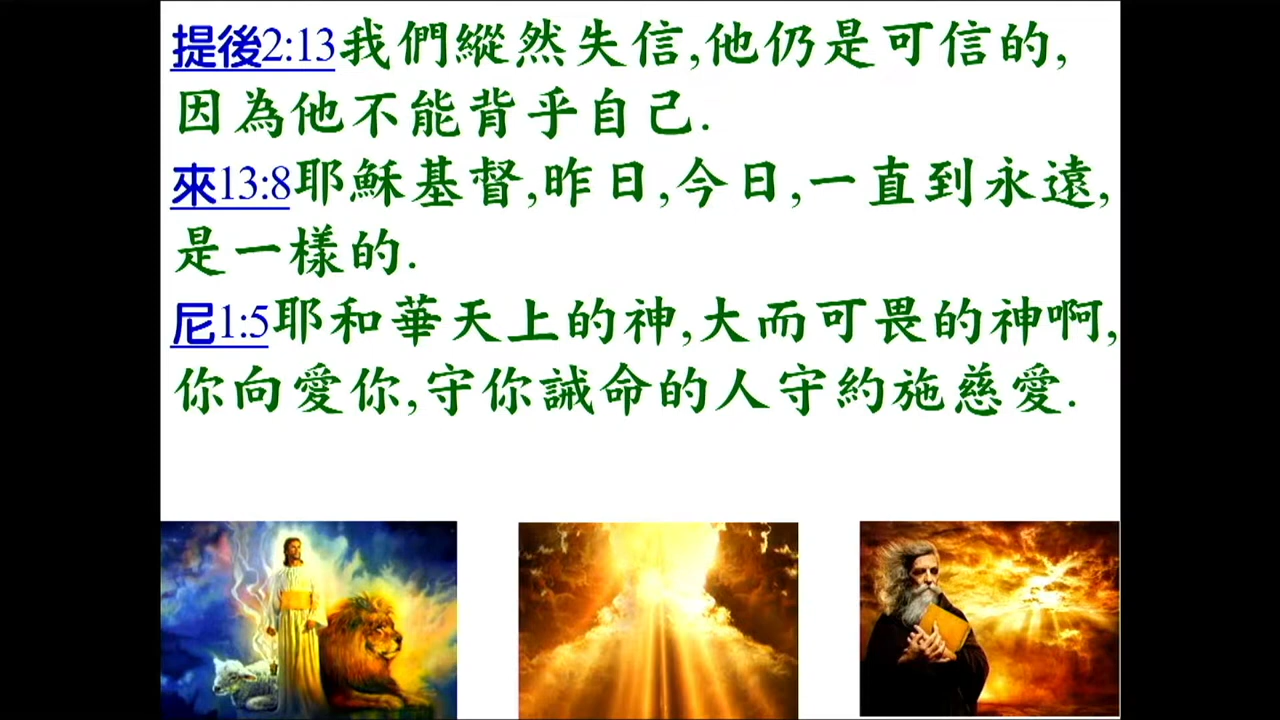 提後2:13我們縱然失信,他仍是可信的,
因為他不能背乎自己.
來13:8耶穌基督,昨日,今日,一直到永遠,
是一樣的.
尼1:5耶和華天上的神,大而可畏的神啊,
你向愛你,守你誡命的人守約施慈愛.